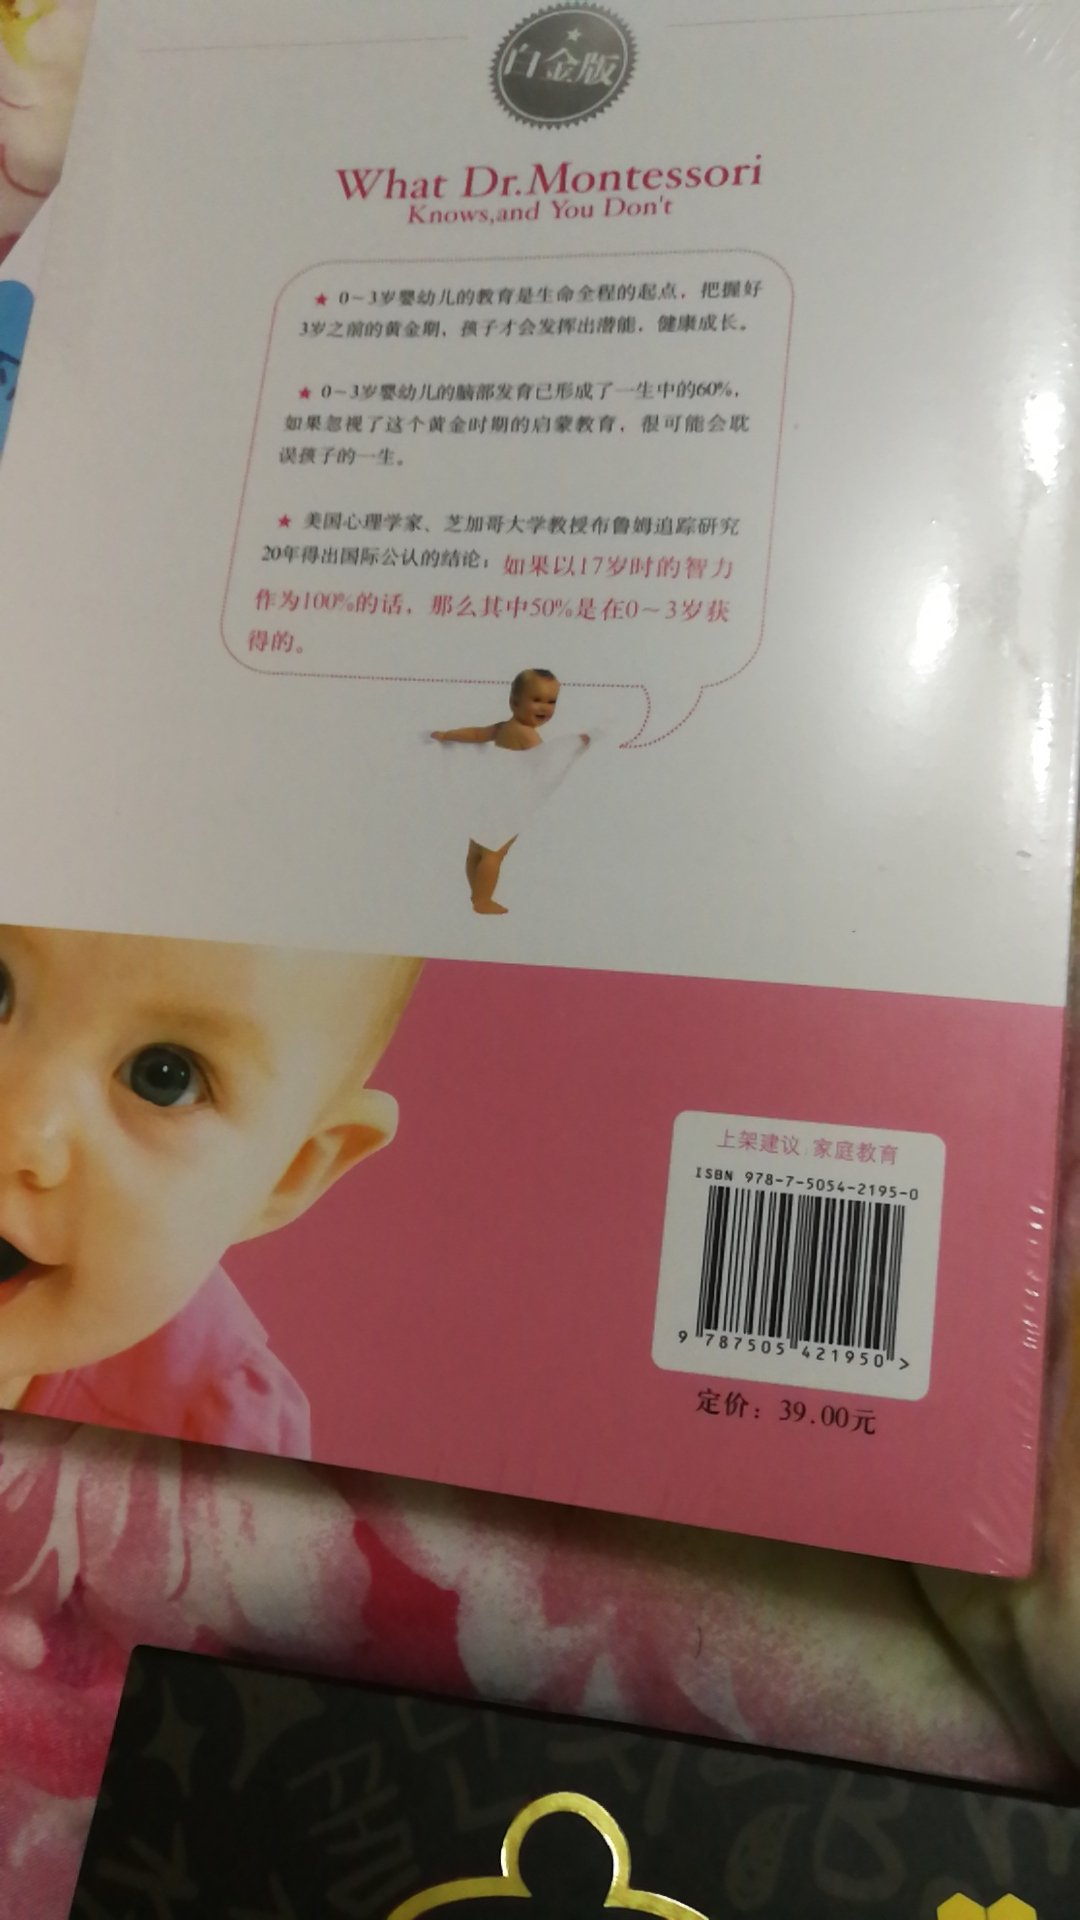 白金版
What Dr.Montessori
Knows,and You Don't
★ 0~3岁婴幼儿的教育是生命全程的起点，把握好
3岁之前的黄金期，孩子才会发挥出潜能，健康成长。
★ 0~3岁婴幼儿的脑部发育已形成了一生中的60%，
如果忽视了这个黄金时期的启蒙教育，很可能会耽
误孩子的一生。
★ 美国心理学家、芝加哥大学教授布鲁姆追踪研究
20年得出国际公认的结论：如果以17岁时的智力
作为100%的话，那么其中50%是在0~3岁获
得的。
上架建议：家庭教育
ISBN 978-7-5054-2195-0
9 787505 421950 >
定价：39.00元